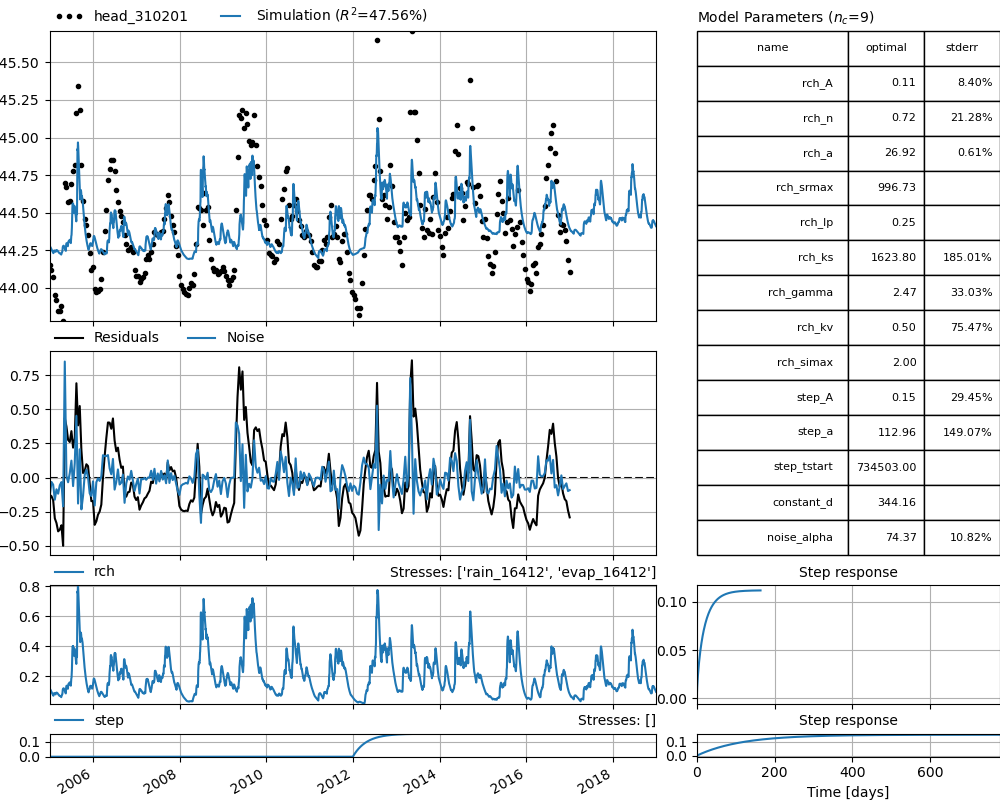 head_310201 Simulation (R²=47.56%)
45.50
45.25
45.00
44.75
44.50
44.25
44.00
Residuals Noise
0.75
0.50
0.25
0.00
−0.25
−0.50
rch Stresses: ['rain_16412', 'evap_16412']
0.8
0.6
0.4
0.2
step Stresses: []
0.1
0.0
2006 2008 2010 2012 2014 2016 2018
Model Parameters (n_c=9)
name optimal stderr
rch_A 0.11 8.40%
rch_n 0.72 21.28%
rch_a 26.92 0.61%
rch_srmax 996.73
rch_lp 0.25
rch_ks 1623.80 185.01%
rch_gamma 2.47 33.03%
rch_kv 0.50 75.47%
rch_simax 2.00
step_A 0.15 29.45%
step_a 112.96 149.07%
step_tstart 734503.00
constant_d 344.16
noise_alpha 74.37 10.82%
Step response
0.10
0.05
0.00
Step response
0.1
0.0
0 200 400 600
Time [days]